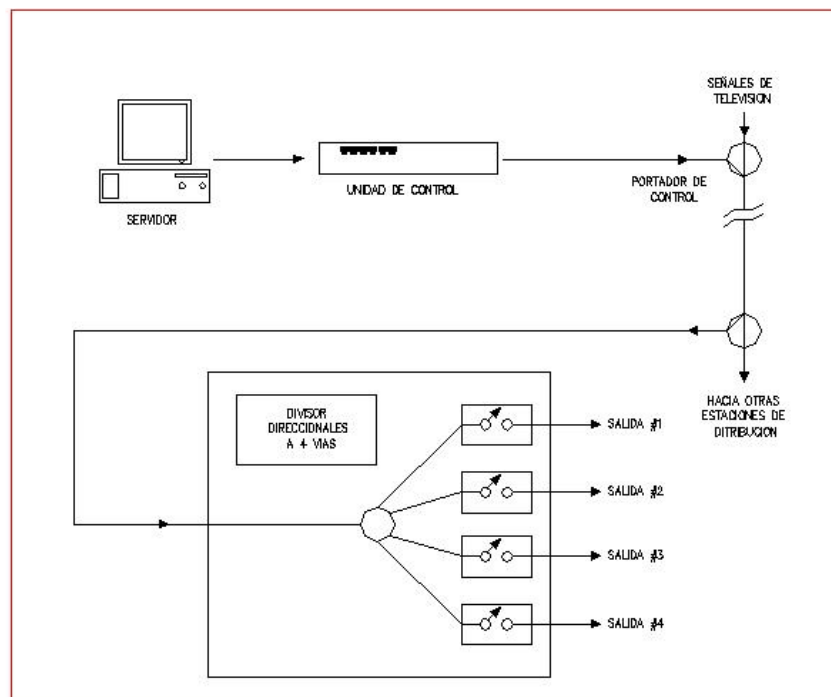 SEÑALES DE
TELEVISION
SERVIDOR
UNIDAD DE CONTROL
PORTADOR DE
CONTROL
HACIA OTRAS
ESTACIONES DE
DITRIBUCION
DIVISOR
DIRECCIONALES
A 4 VIAS
SALIDA #1
SALIDA #2
SALIDA #3
SALIDA #4